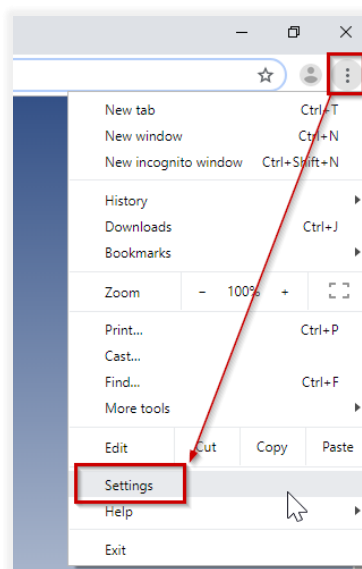 New tab Ctrl+T
New window Ctrl+N
New incognito window Ctrl+Shift+N
History
Downloads Ctrl+J
Bookmarks
Zoom - 100% +
Print... Ctrl+P
Cast...
Find... Ctrl+F
More tools
Edit Cut Copy Paste
Settings
Help
Exit